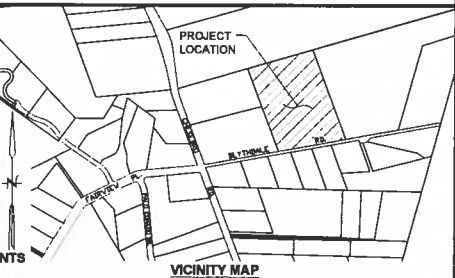 PROJECT
LOCATION
BLYTHDALE RD.
FAIRVIEW PL.
N
NTS
VICINITY MAP